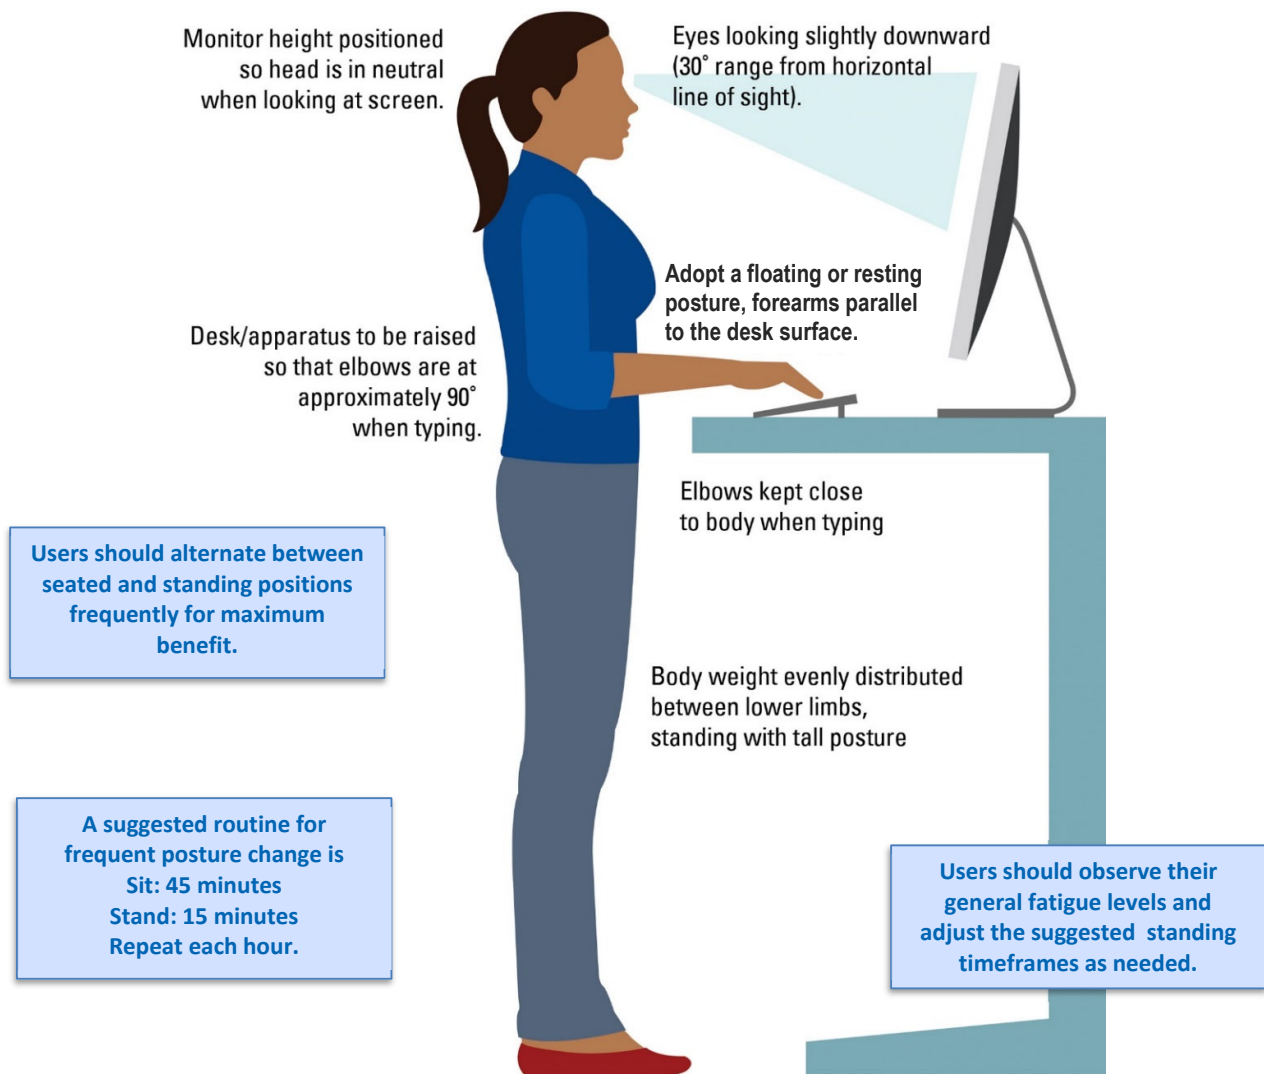 Monitor height positioned
so head is in neutral
when looking at screen.
Eyes looking slightly downward
(30˚ range from horizontal
line of sight).
Adopt a floating or resting
posture, forearms parallel
to the desk surface.
Desk/apparatus to be raised
so that elbows are at
approximately 90˚
when typing.
Elbows kept close
to body when typing
Users should alternate between
seated and standing positions
frequently for maximum
benefit.
Body weight evenly distributed
between lower limbs,
standing with tall posture
A suggested routine for
frequent posture change is
Sit: 45 minutes
Stand: 15 minutes
Repeat each hour.
Users should observe their
general fatigue levels and
adjust the suggested standing
timeframes as needed.